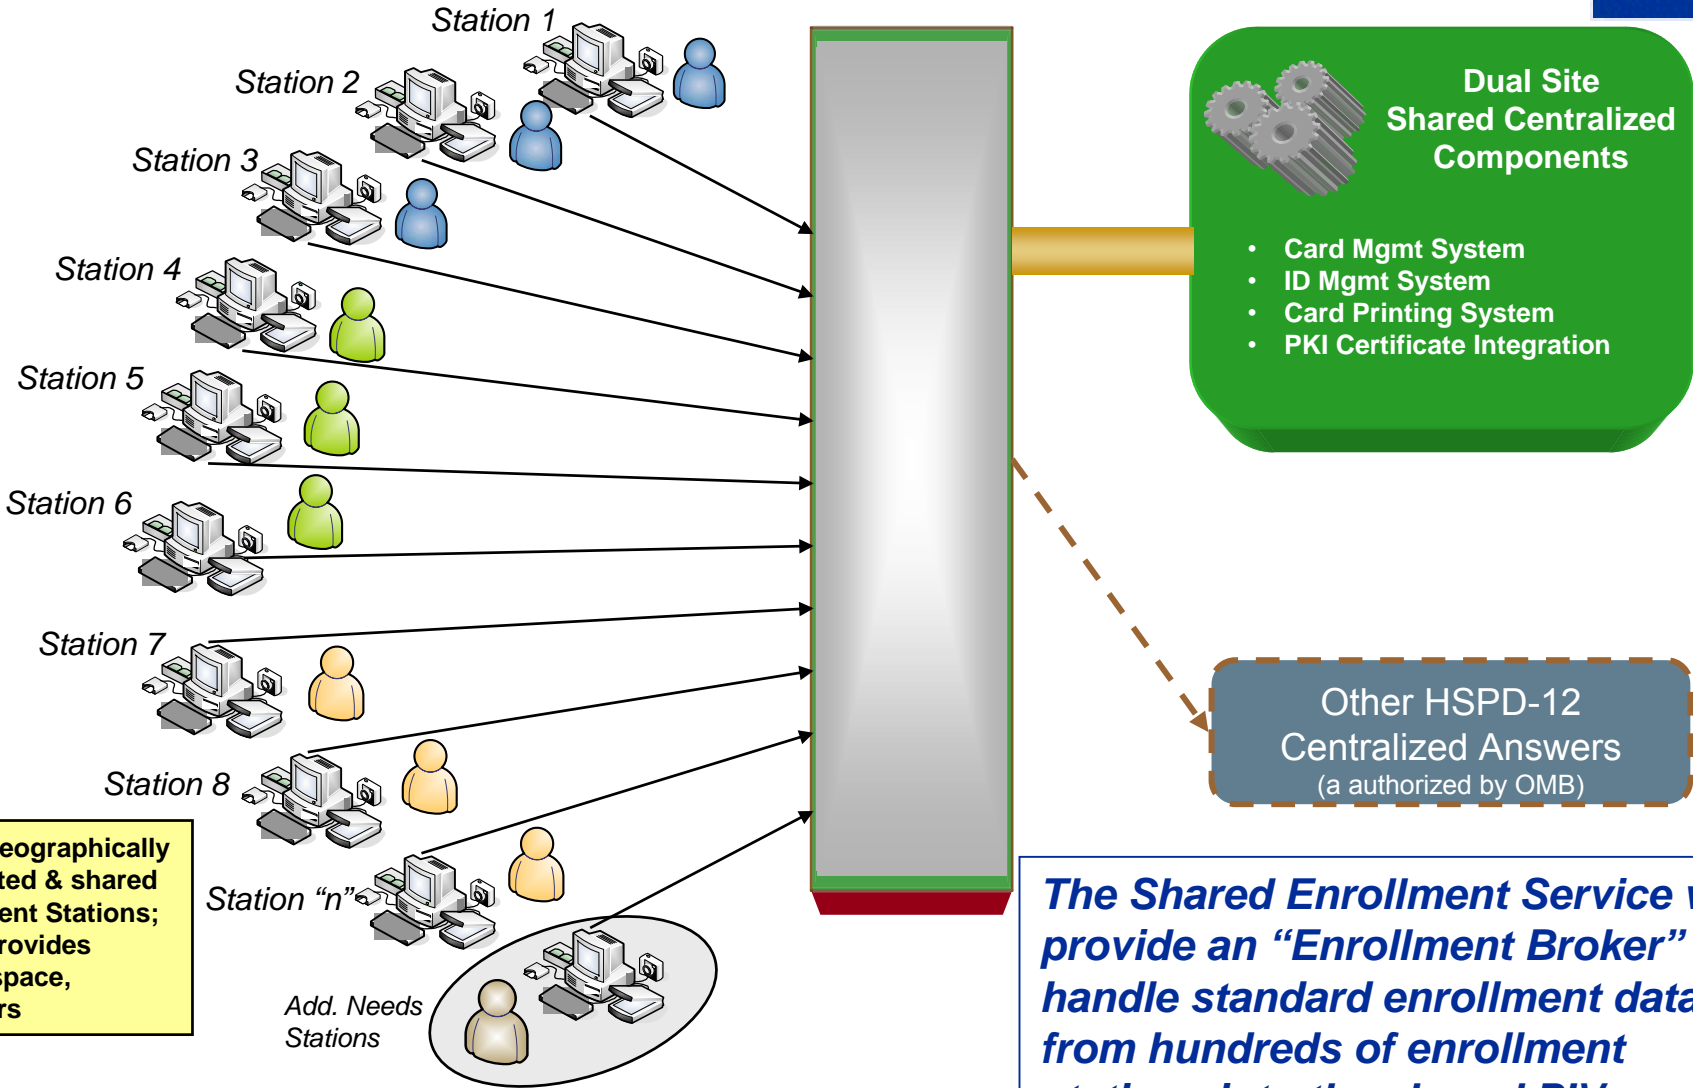 Station 1
Station 2
Station 3
Station 4
Station 5
Station 6
Station 7
Station 8
Station “n”
Add. Needs
Stations
eographically
ted & shared
ent Stations;
rovides
space,
rs
Dual Site
Shared Centralized
Components
• Card Mgmt System
• ID Mgmt System
• Card Printing System
• PKI Certificate Integration
Other HSPD-12
Centralized Answers
(a authorized by OMB)
The Shared Enrollment Service
provide an “Enrollment Broker”
handle standard enrollment data
from hundreds of enrollment